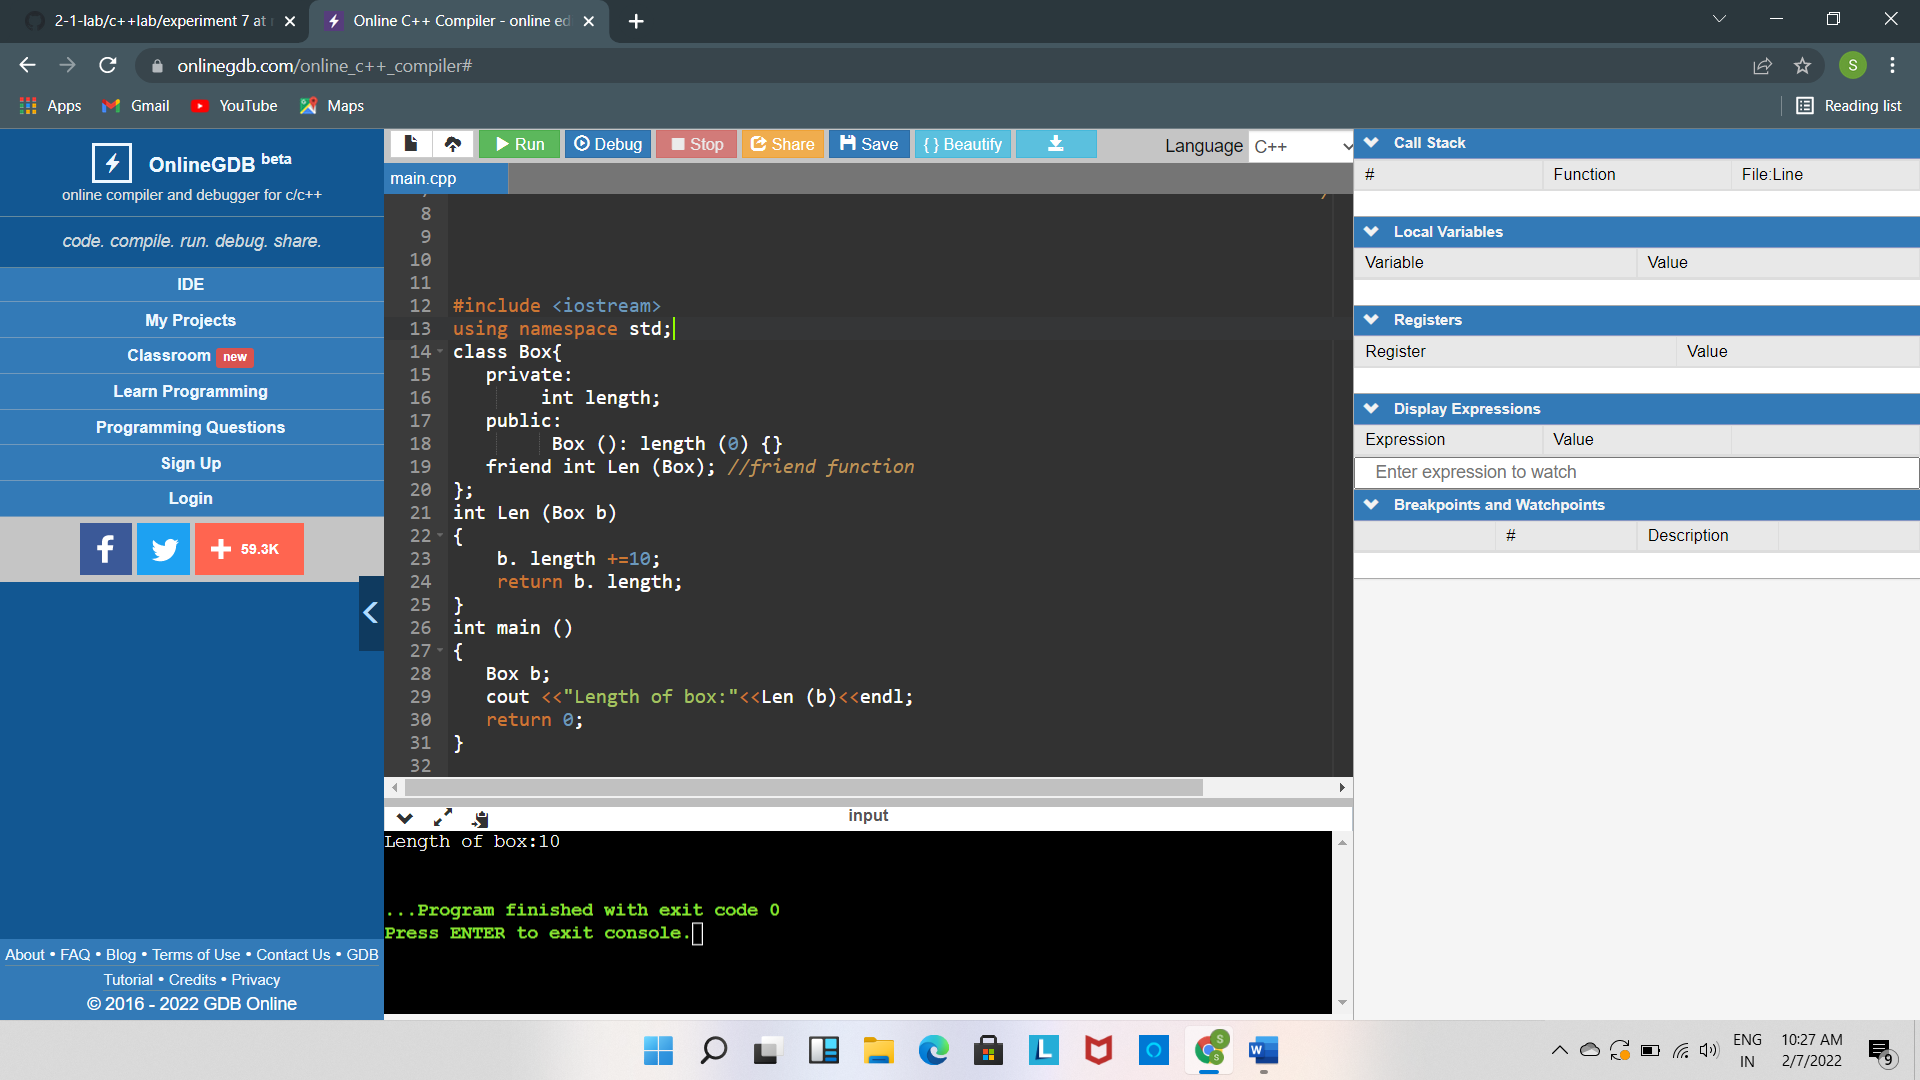 2-1-lab/c++lab/experiment 7 at
Online C++ Compiler - online ed
onlinegdb.com/online_c++_compiler#
S
Apps
Gmail
YouTube
Maps
Reading list
OnlineGDB beta
online compiler and debugger for c/c++
code. compile. run. debug. share.
IDE
My Projects
Classroom new
Learn Programming
Programming Questions
Sign Up
Login
59.3K
About • FAQ • Blog • Terms of Use • Contact Us • GDB
Tutorial • Credits • Privacy
© 2016 - 2022 GDB Online
Run
Debug
Stop
Share
Save
{ } Beautify
Language C++
main.cpp
8
9
10
11
12 #include <iostream>
13 using namespace std;
14 class Box{
15 private:
16 int length;
17 public:
18 Box (): length (0) {}
19 friend int Len (Box); //friend function
20 };
21 int Len (Box b)
22 {
23 b. length +=10;
24 return b. length;
25 }
26 int main ()
27 {
28 Box b;
29 cout <<"Length of box:"<<Len (b)<<endl;
30 return 0;
31 }
32
input
Length of box:10
...Program finished with exit code 0
Press ENTER to exit console.
Call Stack
# Function File:Line
Local Variables
Variable Value
Registers
Register Value
Display Expressions
Expression Value
Enter expression to watch
Breakpoints and Watchpoints
# Description
ENG
IN
10:27 AM
2/7/2022
9